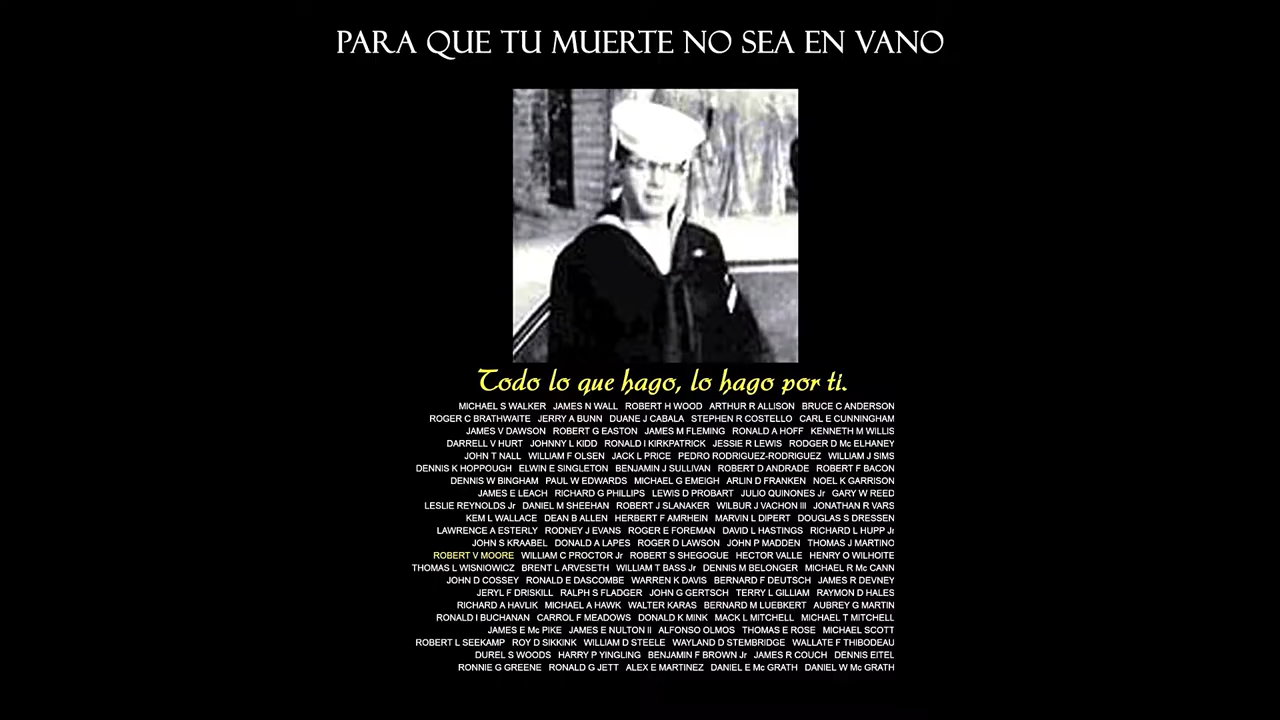 PARA QUE TU MUERTE NO SEA EN VANO
Todo lo que hago, lo hago por ti.
MICHAEL S WALKER JAMES N WALL ROBERT H WOOD ARTHUR R ALLISON BRUCE C ANDERSON
ROGER C BRATHWAITE JERRY A BUNN DUANE J CABALA STEPHEN R COSTELLO CARL E CUNNINGHAM
JAMES V DAWSON ROBERT G EASTON JAMES M FLEMING RONALD A HOFF KENNETH M WILLIS
DARRELL V HURT JOHNNY L KIDD RONALD I KIRKPATRICK JESSIE R LEWIS RODGER D Mc ELHANEY
JOHN T NALL WILLIAM F OLSEN JACK L PRICE PEDRO RODRIGUEZ-RODRIGUEZ WILLIAM J SIMS
DENNIS K HOPPOUGH ELWIN E SINGLETON BENJAMIN J SULLIVAN ROBERT D ANDRADE ROBERT F BACON
DENNIS W BINGHAM PAUL W EDWARDS MICHAEL G EMEIGH ARLIN D FRANKEN NOEL K GARRISON
JAMES E LEACH RICHARD G PHILLIPS LEWIS D PROBART JULIO QUINONES Jr GARY W REED
LESLIE REYNOLDS Jr DANIEL M SHEEHAN ROBERT J SLANAKER WILBUR J VACHON III JONATHAN R VARS
KEM L WALLACE DEAN B ALLEN HERBERT F AMRHEIN MARVIN L DIPERT DOUGLAS S DRESSEN
LAWRENCE A ESTERLY RODNEY J EVANS ROGER E FOREMAN DAVID L HASTINGS RICHARD L HUPP Jr
JOHN S KRAABEL DONALD A LAPES ROGER D LAWSON JOHN P MADDEN THOMAS J MARTINO
ROBERT V MOORE WILLIAM C PROCTOR Jr ROBERT S SHEGOGUE HECTOR VALLE HENRY O WILHOITE
THOMAS L WISNIOWICZ BRENT L ARVESETH WILLIAM T BASS Jr DENNIS M BELONGER MICHAEL R Mc CANN
JOHN D COSSEY RONALD E DASCOMBE WARREN K DAVIS BERNARD F DEUTSCH JAMES R DEVNEY
JERYL F DRISKILL RALPH S FLADGER JOHN G GERTSCH TERRY L GILLIAM RAYMON D HALES
RICHARD A HAVLIK MICHAEL A HAWK WALTER KARAS BERNARD M LUEBKERT AUBREY G MARTIN
RONALD I BUCHANAN CARROL F MEADOWS DONALD K MINK MACK L MITCHELL MICHAEL T MITCHELL
JAMES E Mc PIKE JAMES E NULTON II ALFONSO OLMOS THOMAS E ROSE MICHAEL SCOTT
ROBERT L SEEKAMP ROY D SIKKINK WILLIAM D STEELE WAYLAND D STEMBRIDGE WALLATE F THIBODEAU
DUREL S WOODS HARRY P YINGLING BENJAMIN F BROWN Jr JAMES R COUCH DENNIS EITEL
RONNIE G GREENE RONALD G JETT ALEX E MARTINEZ DANIEL E Mc GRATH DANIEL W Mc GRATH